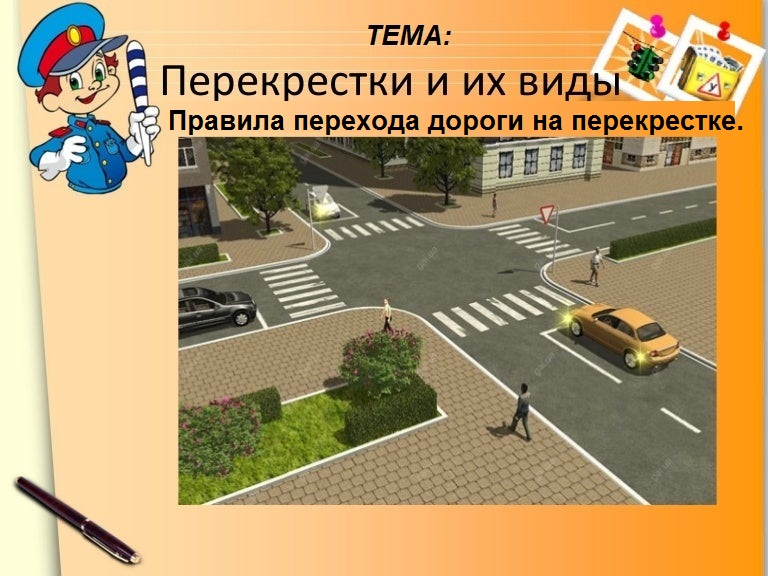 ТЕМА:
Перекрестки и их виды
Правила перехода дороги на перекрестке.